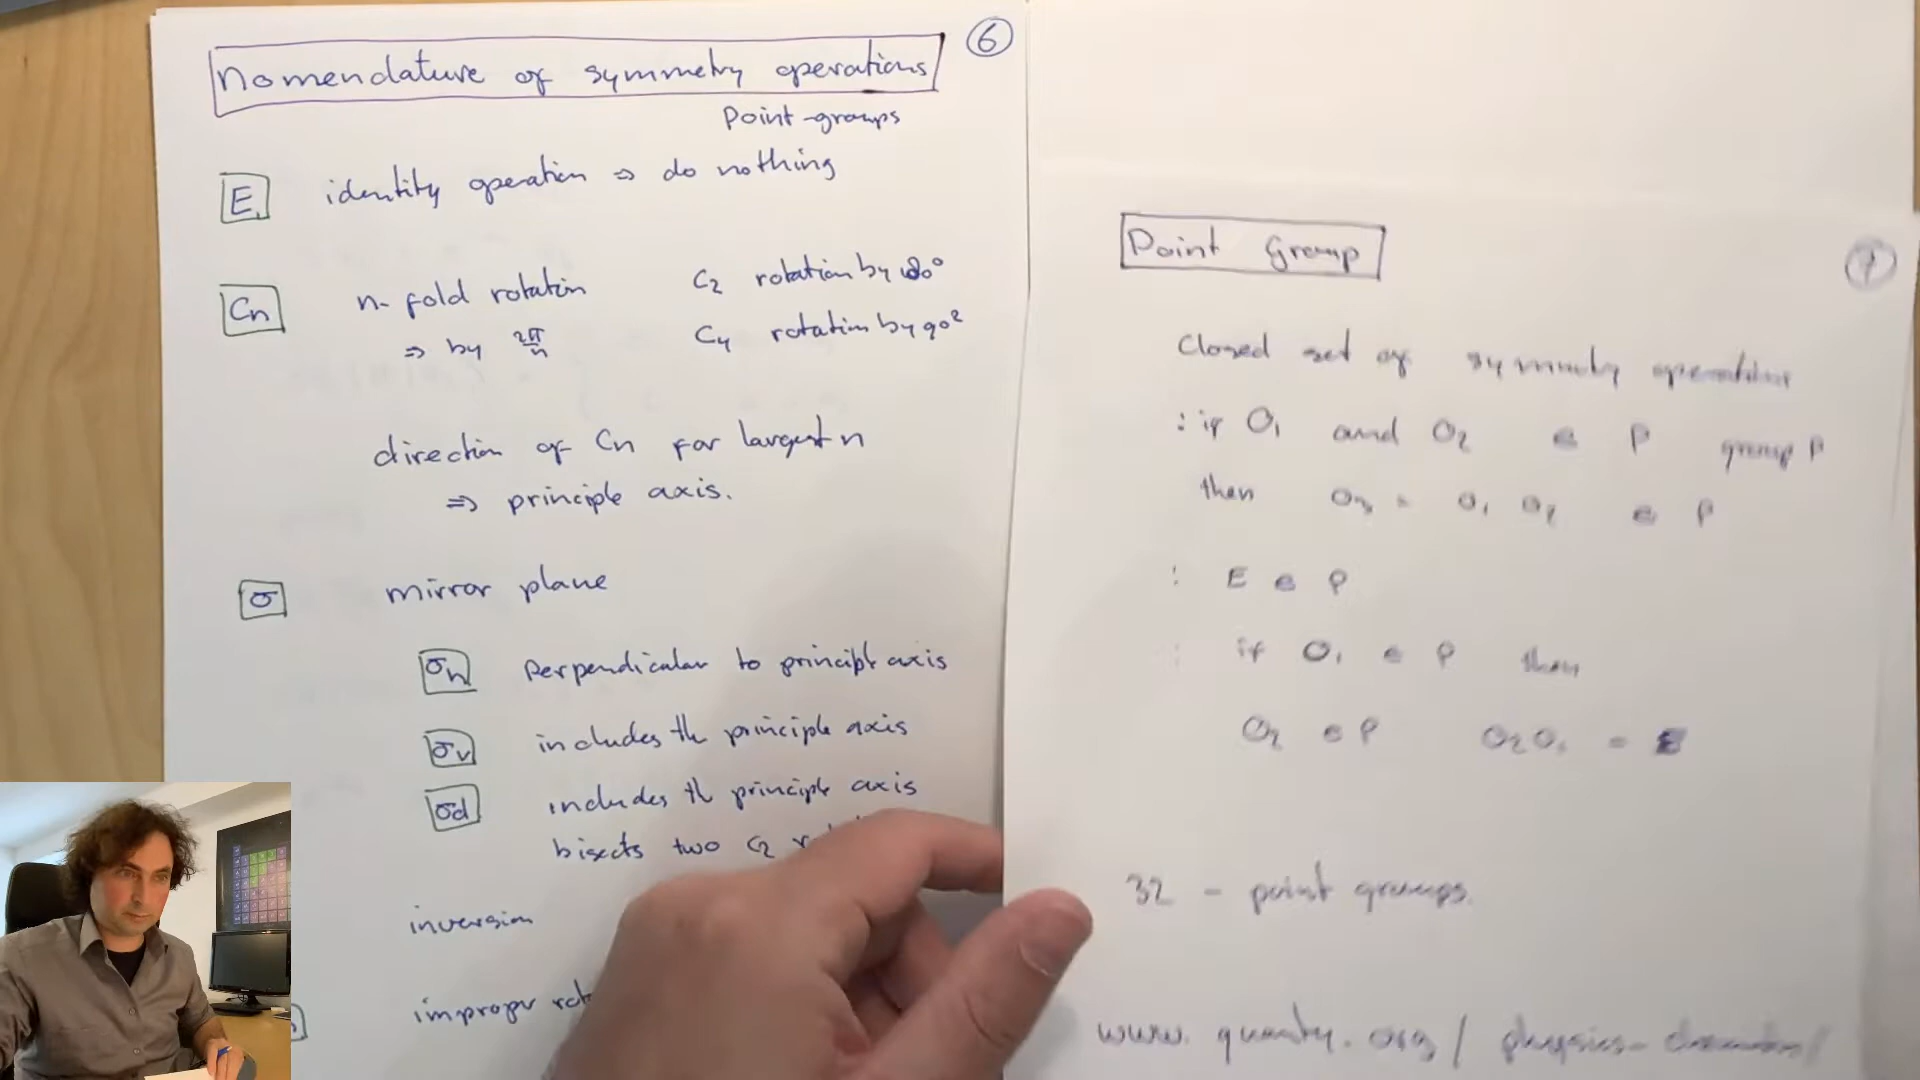 6
Nomenclature of symmetry operations
Point-groups
E identity operation ⇒ do nothing
Cn n-fold rotation C2 rotation by 180°
⇒ by 2π/n C4 rotation by 90°
direction of Cn for largest n
⇒ principle axis.
σ mirror plane
σh Perpendicular to principle axis
σv includes the principle axis
σd includes the principle axis
bisects two C2
inversion
improper
Point Group
7
Closed set of symmetry operations
: if O1 and O2 ∈ P group P
then O3 = O1 O2 ∈ P
: E ∈ P
: if O1 ∈ P then
O2 ∈ P O2O1 = E
32 - point groups.
www.quanty.org/physics-chemistry/